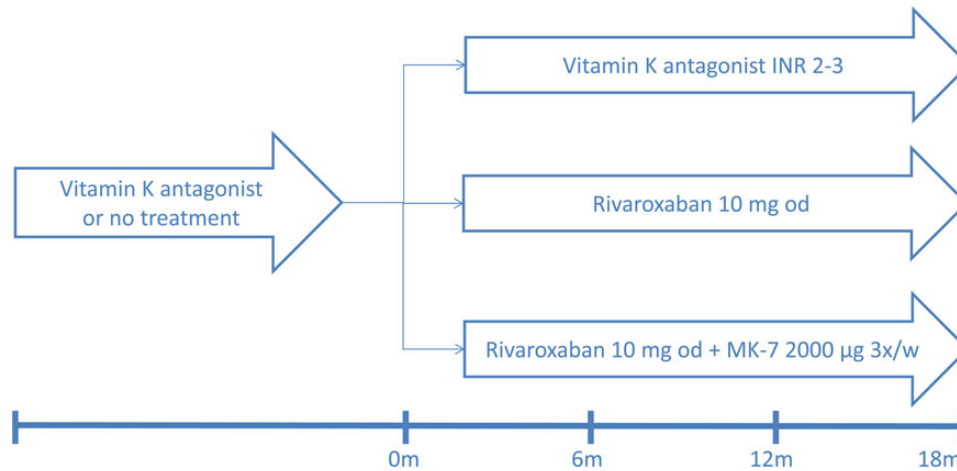 Vitamin K antagonist INR 2-3
Vitamin K antagonist
or no treatment
Rivaroxaban 10 mg od
Rivaroxaban 10 mg od + MK-7 2000 µg 3x/w
0m
6m
12m
18m